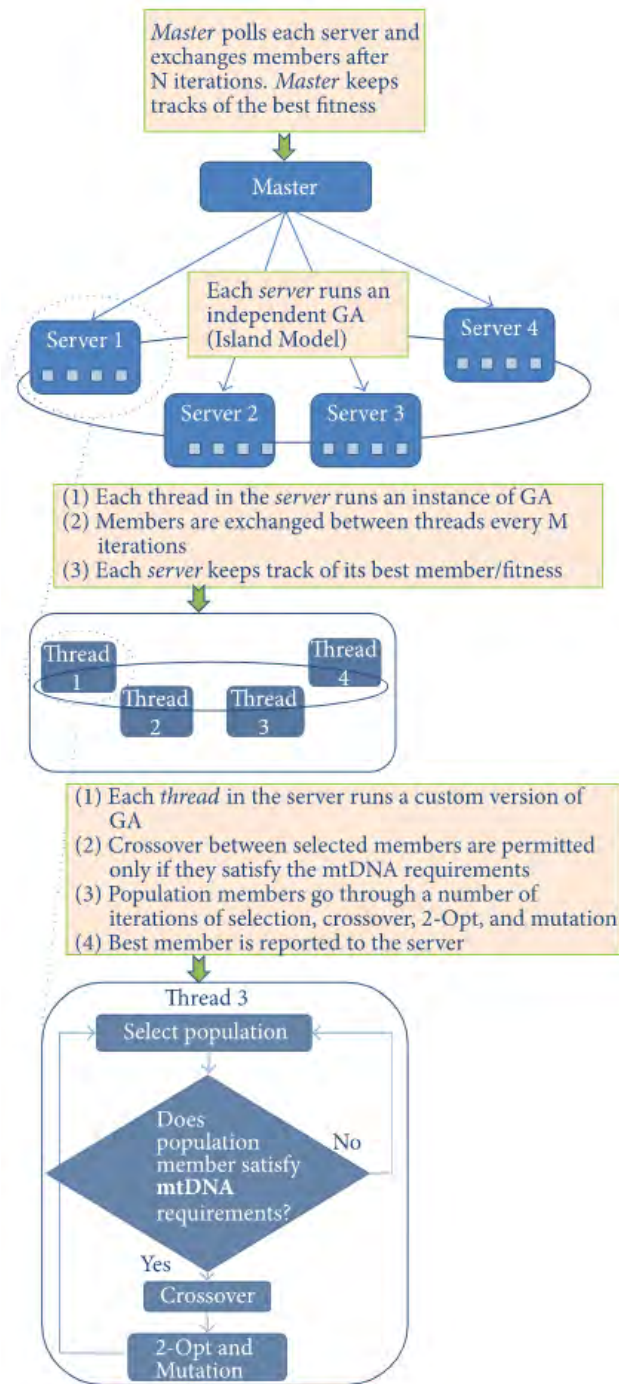 Master polls each server and
exchanges members after
N iterations. Master keeps
tracks of the best fitness
Master
Each server runs an
independent GA
(Island Model)
Server 1
Server 4
Server 2
Server 3
(1) Each thread in the server runs an instance of GA
(2) Members are exchanged between threads every M
iterations
(3) Each server keeps track of its best member/fitness
Thread
1
Thread
4
Thread
2
Thread
3
(1) Each thread in the server runs a custom version of
GA
(2) Crossover between selected members are permitted
only if they satisfy the mtDNA requirements
(3) Population members go through a number of
iterations of selection, crossover, 2-Opt, and mutation
(4) Best member is reported to the server
Thread 3
Select population
Does
population
member satisfy
mtDNA
requirements?
No
Yes
Crossover
2-Opt and
Mutation